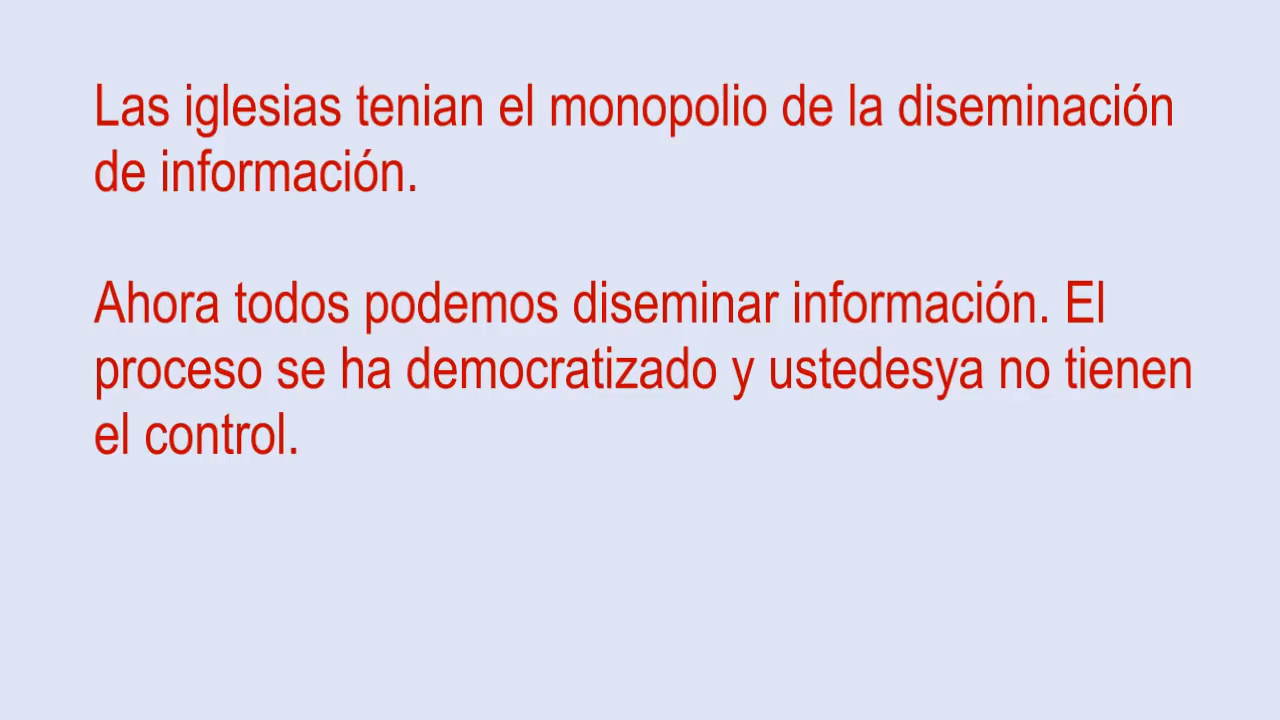 Las iglesias tenian el monopolio de la diseminación
de información.
Ahora todos podemos diseminar información. El
proceso se ha democratizado y ustedesya no tienen
el control.